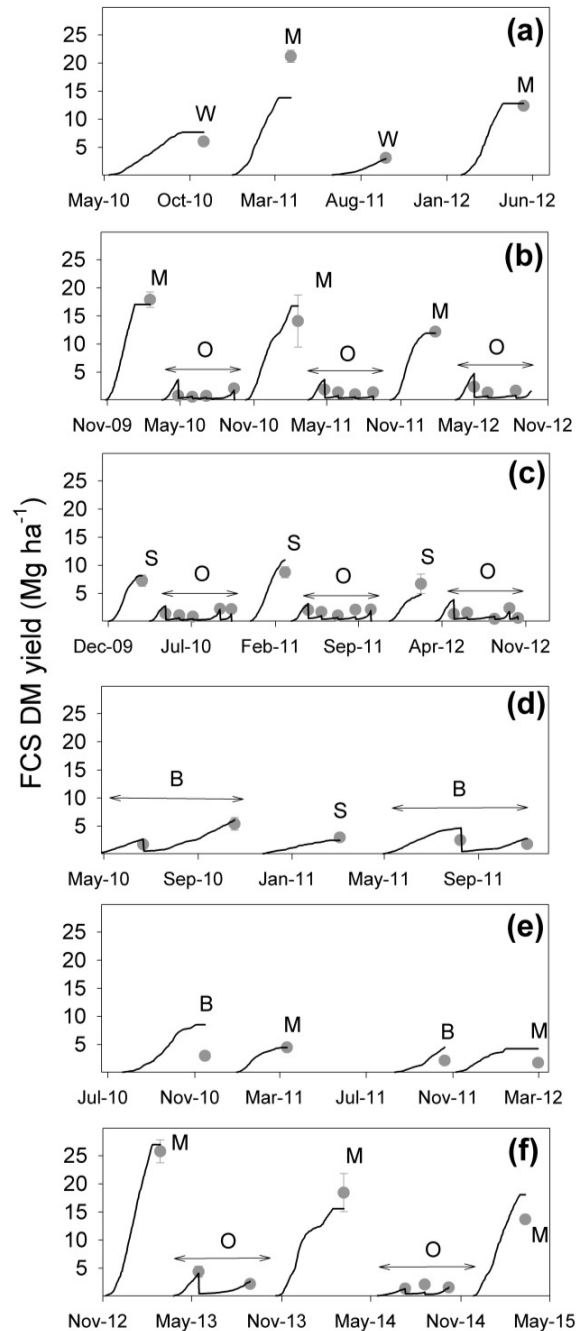 FCS DM yield (Mg ha⁻¹)
(a)
25
20
15
10
5
W
M
W
M
May-10 Oct-10 Mar-11 Aug-11 Jan-12 Jun-12
(b)
25
20
15
10
5
M
O
M
O
M
O
Nov-09 May-10 Nov-10 May-11 Nov-11 May-12 Nov-12
(c)
25
20
15
10
5
S
O
S
O
S
O
Dec-09 Jul-10 Feb-11 Sep-11 Apr-12 Nov-12
(d)
25
20
15
10
5
B
S
B
May-10 Sep-10 Jan-11 May-11 Sep-11
(e)
25
20
15
10
5
B
M
B
M
Jul-10 Nov-10 Mar-11 Jul-11 Nov-11 Mar-12
(f)
25
20
15
10
5
M
O
M
O
M
Nov-12 May-13 Nov-13 May-14 Nov-14 May-15